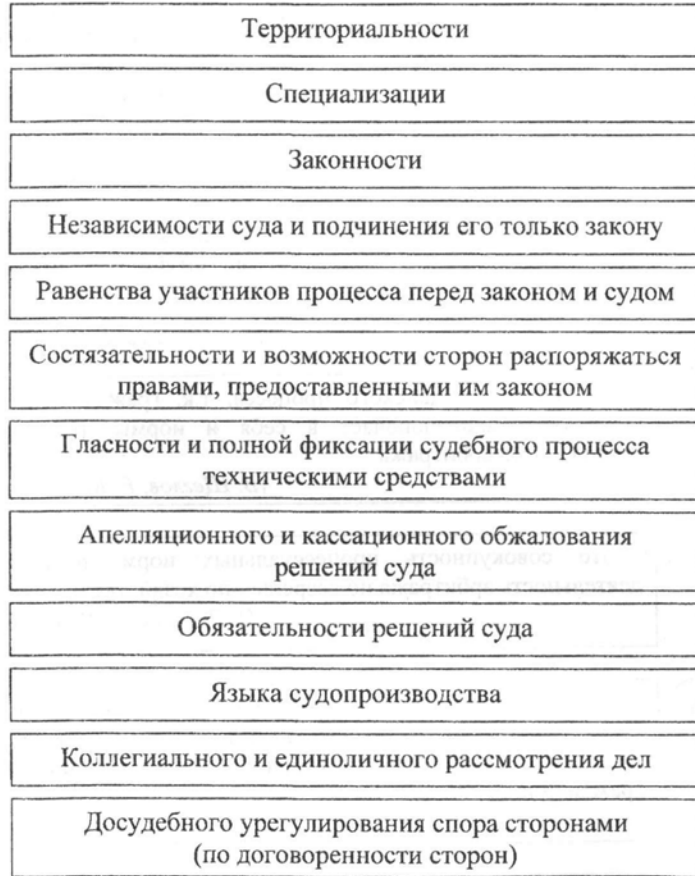 Территориальности
Специализации
Законности
Независимости суда и подчинения его только закону
Равенства участников процесса перед законом и судом
Состязательности и возможности сторон распоряжаться
правами, предоставленными им законом
Гласности и полной фиксации судебного процесса
техническими средствами
Апелляционного и кассационного обжалования
решений суда
Обязательности решений суда
Языка судопроизводства
Коллегиального и единоличного рассмотрения дел
Досудебного урегулирования спора сторонами
(по договоренности сторон)